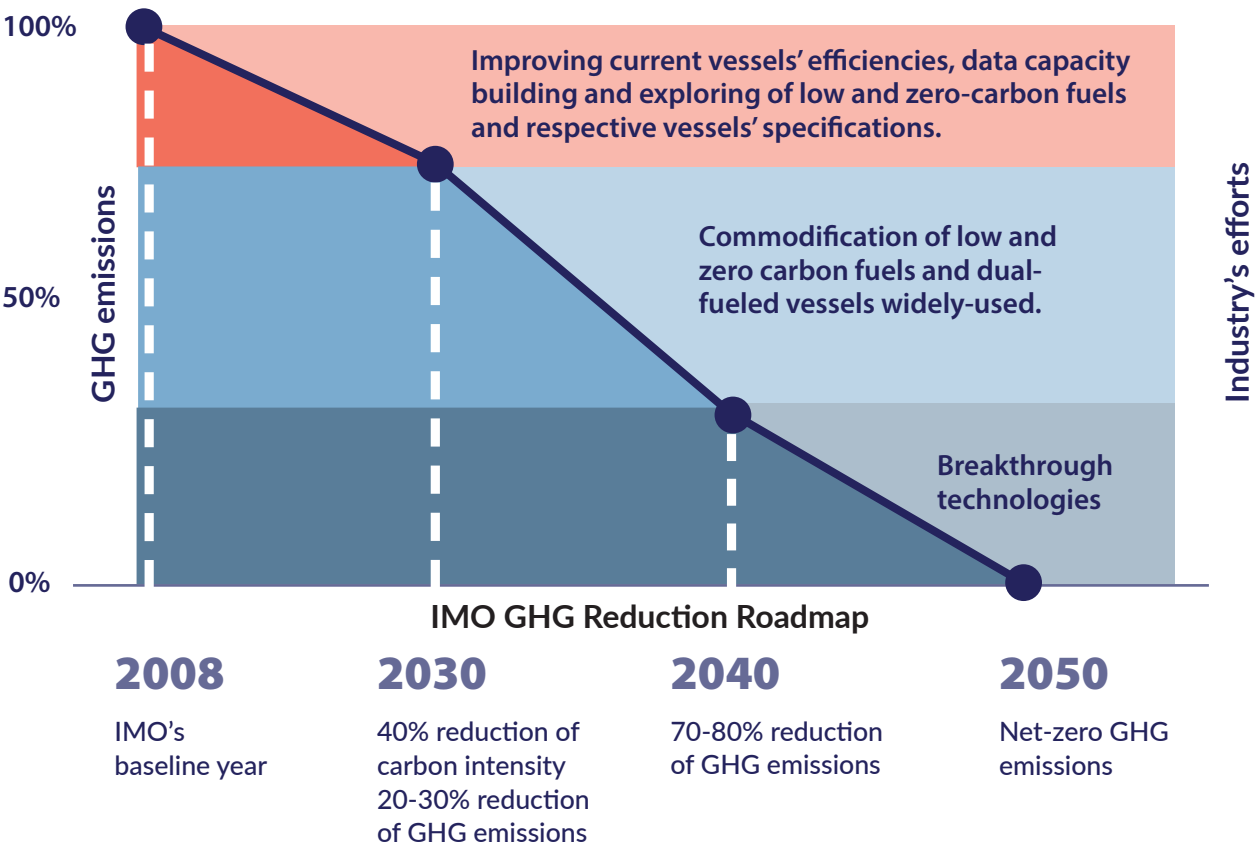 100%
Improving current vessels' efficiencies, data capacity
building and exploring of low and zero-carbon fuels
and respective vessels' specifications.
GHG emissions
Industry's efforts
Commodification of low and
zero carbon fuels and dual-
fueled vessels widely-used.
50%
Breakthrough
technologies
0%
IMO GHG Reduction Roadmap
2008
IMO's
baseline year
2030
40% reduction of
carbon intensity
20-30% reduction
of GHG emissions
2040
70-80% reduction
of GHG emissions
2050
Net-zero GHG
emissions